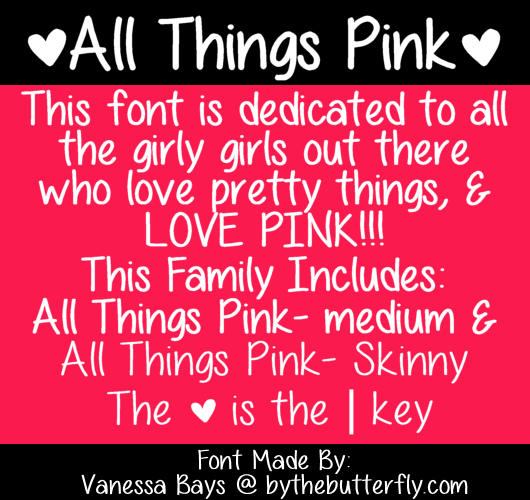 ♥All Things Pink♥
This font is dedicated to all
the girly girls out there
who love pretty things, &
LOVE PINK!!!
This Family Includes:
All Things Pink- medium &
All Things Pink- Skinny
The ♥ is the | key
Font Made By:
Vanessa Bays @ bythebutterfly.com